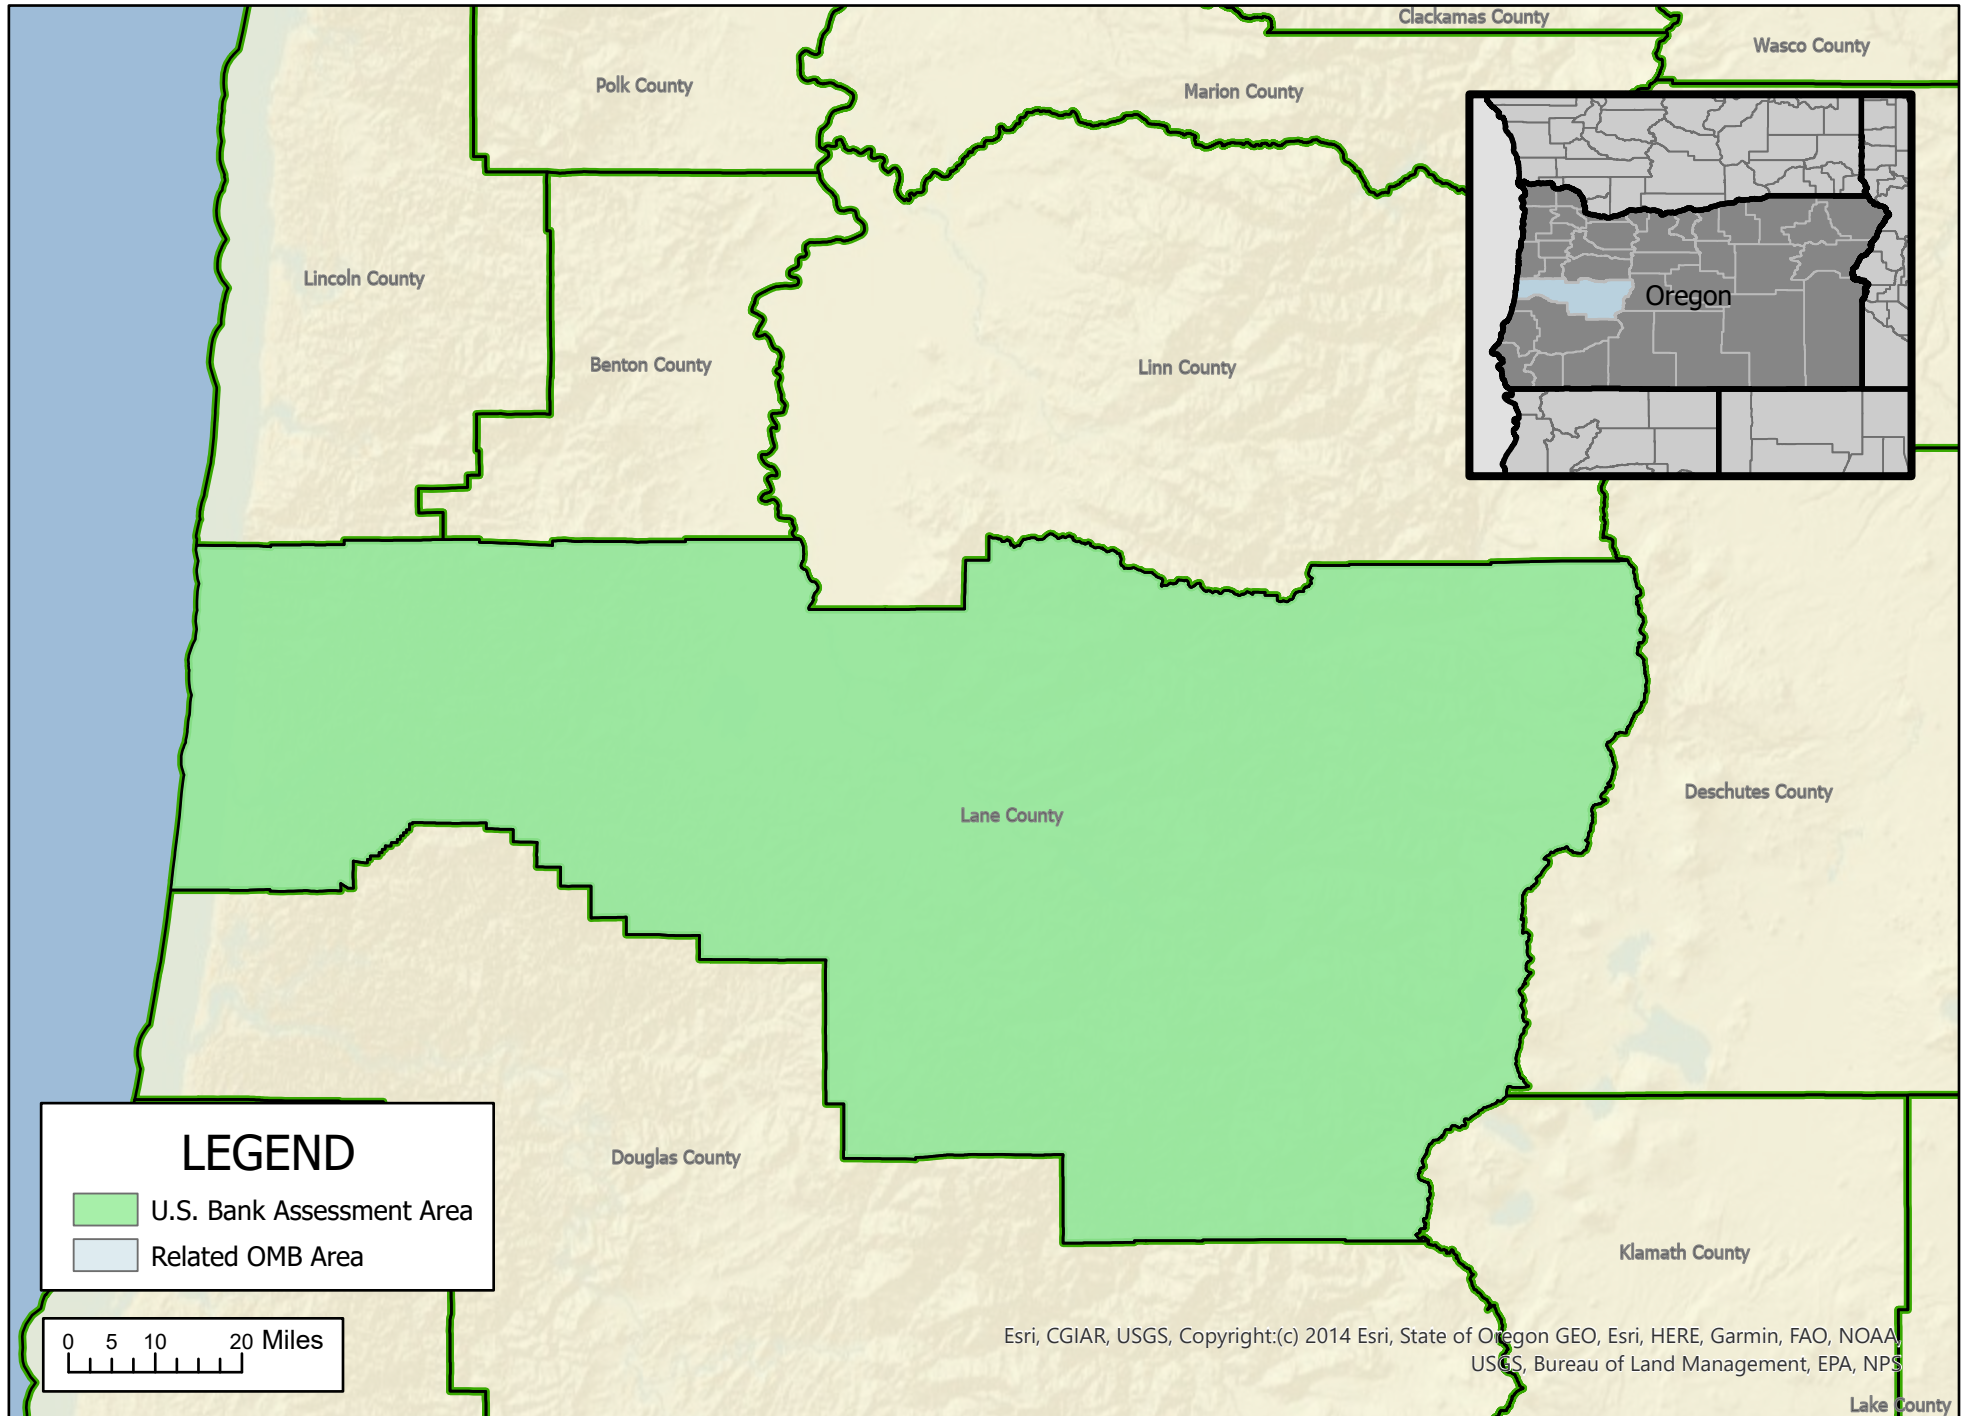 Clackamas County
Wasco County
Polk County
Marion County
Lincoln County
Oregon
Benton County
Linn County
Deschutes County
Lane County
LEGEND
U.S. Bank Assessment Area
Related OMB Area
Douglas County
Klamath County
0 5 10 20 Miles
Esri, CGIAR, USGS, Copyright:(c) 2014 Esri, State of Oregon GEO, Esri, HERE, Garmin, FAO, NOAA,
USGS, Bureau of Land Management, EPA, NPS
Lake County